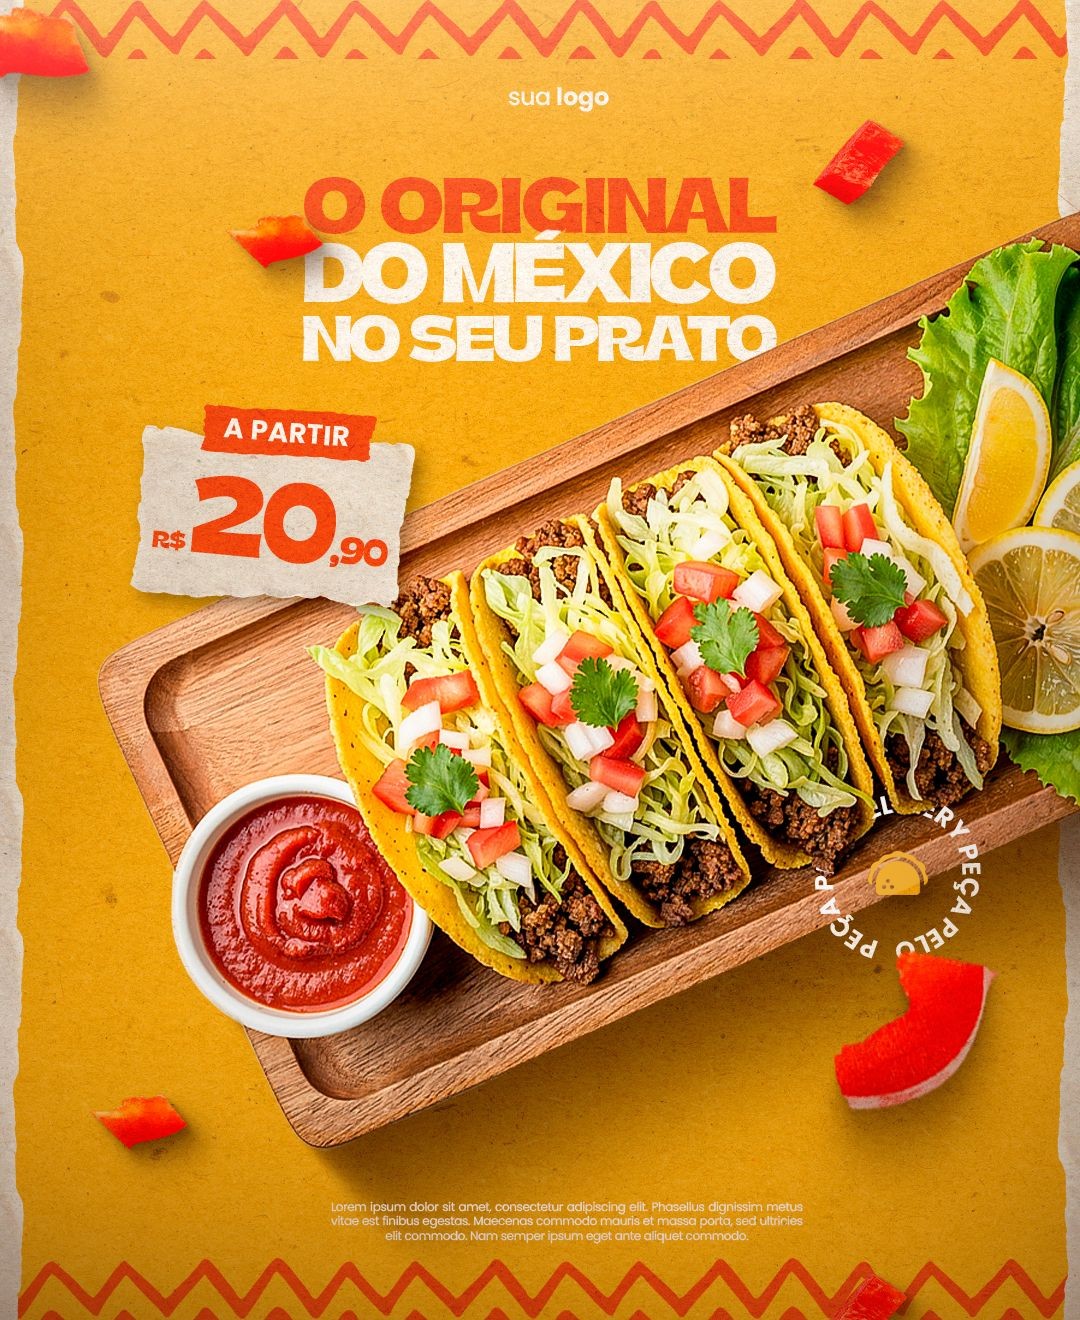 sua logo
O ORIGINAL
DO MÉXICO
NO SEU PRATO
A PARTIR
R$ 20,90
PEÇA PELO
PEÇA
Lorem ipsum dolor sit amet, consectetur adipiscing elit. Phasellus dignissim metus
vitae est finibus egestas. Maecenas commodo mauris et massa porta, sed ultricies
elit commodo. Nam semper ipsum eget ante aliquet commodo.